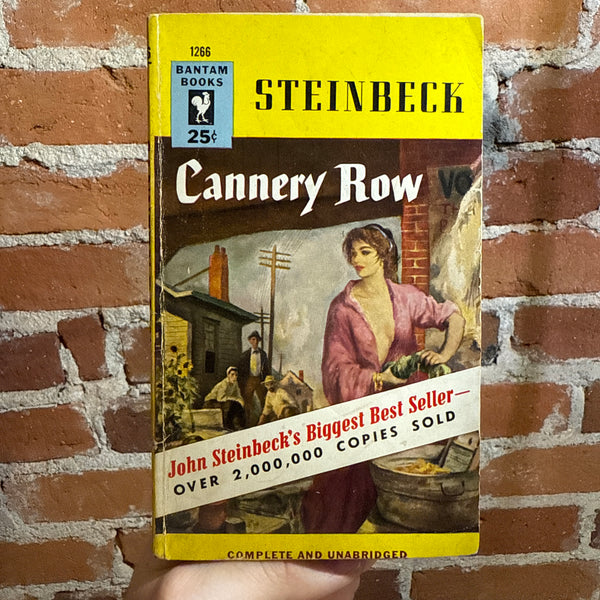 1266
BANTAM
BOOKS
25¢
STEINBECK
Cannery Row
VO
John Steinbeck's Biggest Best Seller—
OVER 2,000,000 COPIES SOLD
COMPLETE AND UNABRIDGED